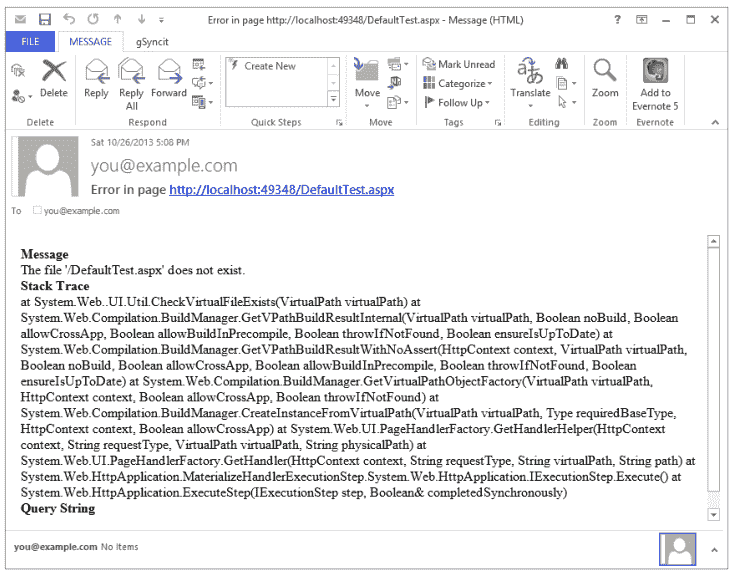 Error in page http://localhost:49348/DefaultTest.aspx - Message (HTML)
FILE
MESSAGE
gSyncit
Delete
Reply
Reply All
Forward
Create New
Move
Mark Unread
Categorize
Follow Up
Translate
Zoom
Add to Evernote 5
Delete
Respond
Quick Steps
Move
Tags
Editing
Zoom
Evernote
Sat 10/26/2013 5:08 PM
you@example.com
Error in page http://localhost:49348/DefaultTest.aspx
To you@example.com
Message
The file '/DefaultTest.aspx' does not exist.
Stack Trace
at System.Web..UI.Util.CheckVirtualFileExists(VirtualPath virtualPath) at
System.Web.Compilation.BuildManager.GetVPathBuildResultInternal(VirtualPath virtualPath, Boolean noBuild, Boolean
allowCrossApp, Boolean allowBuildInPrecompile, Boolean throwIfNotFound, Boolean ensureIsUpToDate) at
System.Web.Compilation.BuildManager.GetVPathBuildResultWithNoAssert(HttpContext context, VirtualPath virtualPath,
Boolean noBuild, Boolean allowCrossApp, Boolean allowBuildInPrecompile, Boolean throwIfNotFound, Boolean
ensureIsUpToDate) at System.Web.Compilation.BuildManager.GetVirtualPathObjectFactory(VirtualPath virtualPath,
HttpContext context, Boolean allowCrossApp, Boolean throwIfNotFound) at
System.Web.Compilation.BuildManager.CreateInstanceFromVirtualPath(VirtualPath virtualPath, Type requiredBaseType,
HttpContext context, Boolean allowCrossApp) at System.Web.UI.PageHandlerFactory.GetHandlerHelper(HttpContext
context, String requestType, VirtualPath virtualPath, String physicalPath) at
System.Web.UI.PageHandlerFactory.GetHandler(HttpContext context, String requestType, String virtualPath, String path) at
System.Web.HttpApplication.MaterializeHandlerExecutionStep.System.Web.HttpApplication.IExecutionStep.Execute() at
System.Web.HttpApplication.ExecuteStep(IExecutionStep step, Boolean& completedSynchronously)
Query String
you@example.com No Items